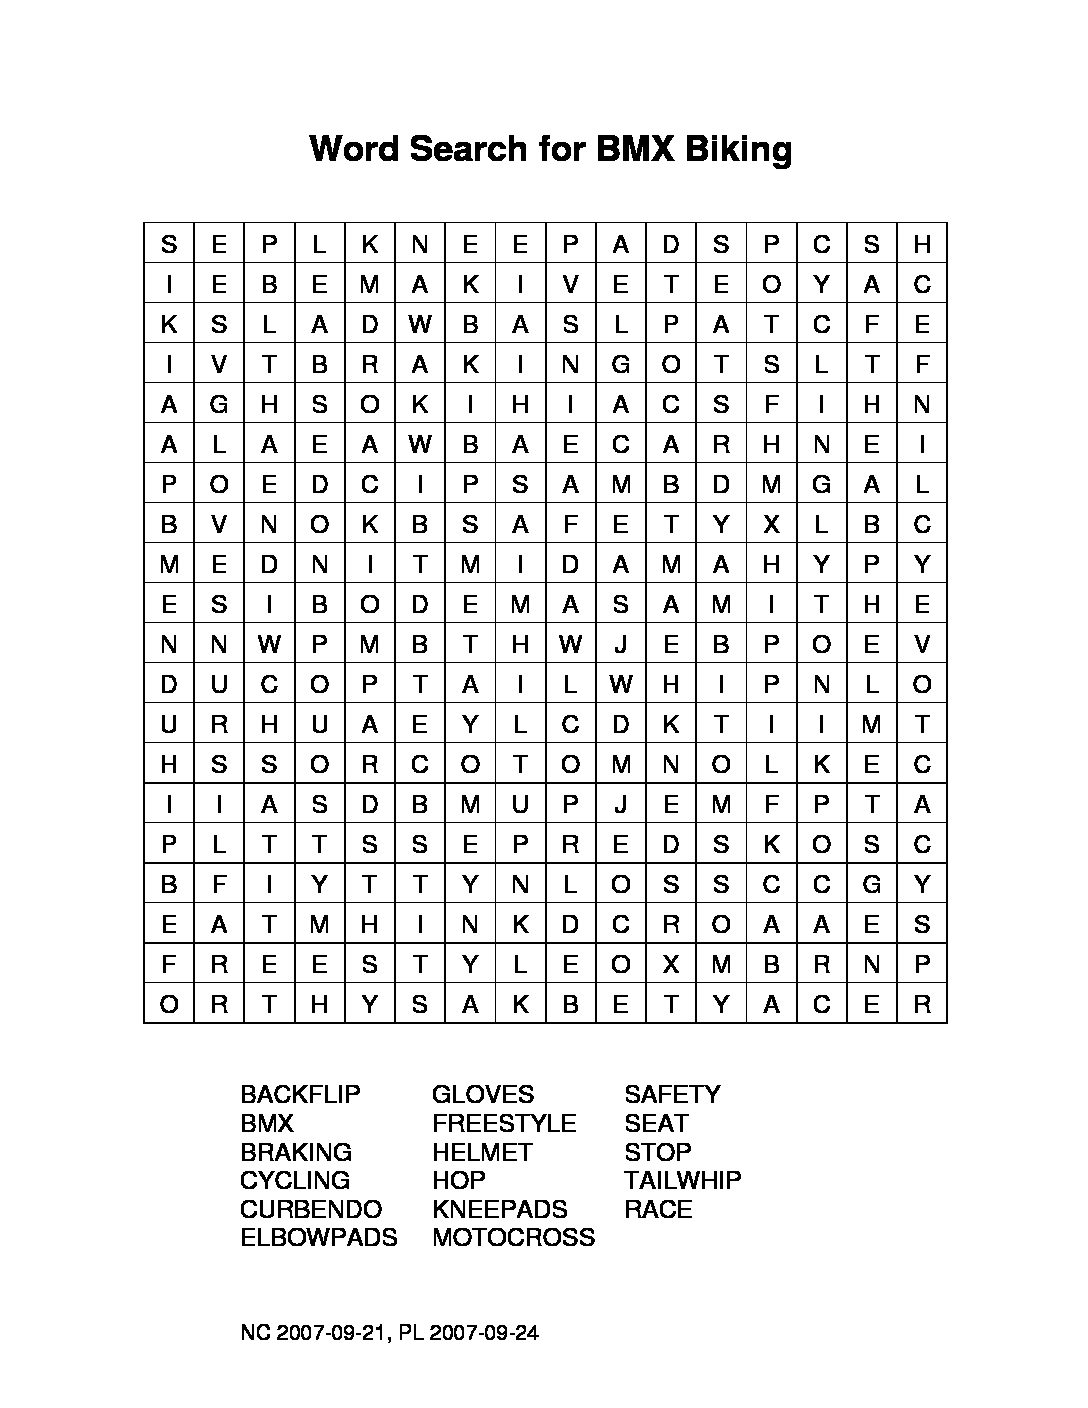 Word Search for BMX Biking
S E P L K N E E P A D S P C S H
I E B E M A K I V E T E O Y A C
K S L A D W B A S L P A T C F E
I V T B R A K I N G O T S L T F
A G H S O K I H I A C S F I H N
A L A E A W B A E C A R H N E I
P O E D C I P S A M B D M G A L
B V N O K B S A F E T Y X L B C
M E D N I T M I D A M A H Y P Y
E S I B O D E M A S A M I T H E
N N W P M B T H W J E B P O E V
D U C O P T A I L W H I P N L O
U R H U A E Y L C D K T I I M T
H S S O R C O T O M N O L K E C
I I A S D B M U P J E M F P T A
P L T T S S E P R E D S K O S C
B F I Y T T Y N L O S S C C G Y
E A T M H I N K D C R O A A E S
F R E E S T Y L E O X M B R N P
O R T H Y S A K B E T Y A C E R
BACKFLIP GLOVES SAFETY
BMX FREESTYLE SEAT
BRAKING HELMET STOP
CYCLING HOP TAILWHIP
CURBENDO KNEEPADS RACE
ELBOWPADS MOTOCROSS
NC 2007-09-21, PL 2007-09-24